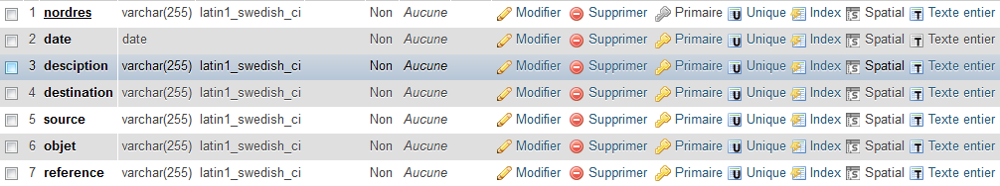 1 nordres varchar(255) latin1_swedish_ci Non Aucune Modifier Supprimer Primaire Unique Index Spatial Texte entier
2 date date Non Aucune Modifier Supprimer Primaire Unique Index Spatial Texte entier
3 desciption varchar(255) latin1_swedish_ci Non Aucune Modifier Supprimer Primaire Unique Index Spatial Texte entier
4 destination varchar(255) latin1_swedish_ci Non Aucune Modifier Supprimer Primaire Unique Index Spatial Texte entier
5 source varchar(255) latin1_swedish_ci Non Aucune Modifier Supprimer Primaire Unique Index Spatial Texte entier
6 objet varchar(255) latin1_swedish_ci Non Aucune Modifier Supprimer Primaire Unique Index Spatial Texte entier
7 reference varchar(255) latin1_swedish_ci Non Aucune Modifier Supprimer Primaire Unique Index Spatial Texte entier